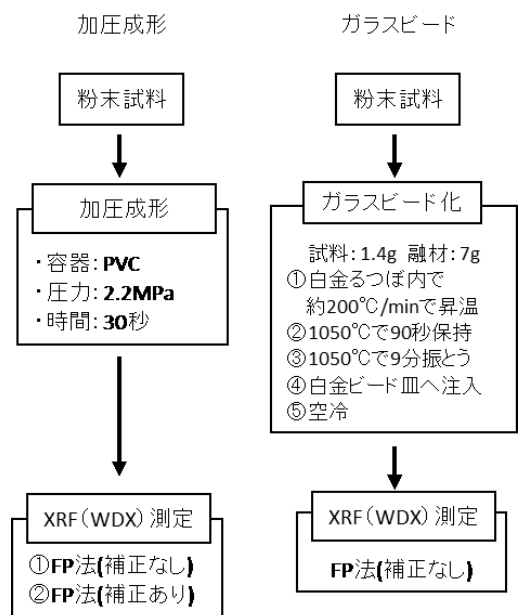 加圧成形
粉末試料
加圧成形
・容器：PVC
・圧力：2.2MPa
・時間：30秒
XRF（WDX）測定
①FP法(補正なし)
②FP法(補正あり)
ガラスビード
粉末試料
ガラスビード化
試料：1.4g 融材：7g
①白金るつぼ内で
約200℃/minで昇温
②1050℃で90秒保持
③1050℃で9分振とう
④白金ビード皿へ注入
⑤空冷
XRF（WDX）測定
FP法(補正なし)